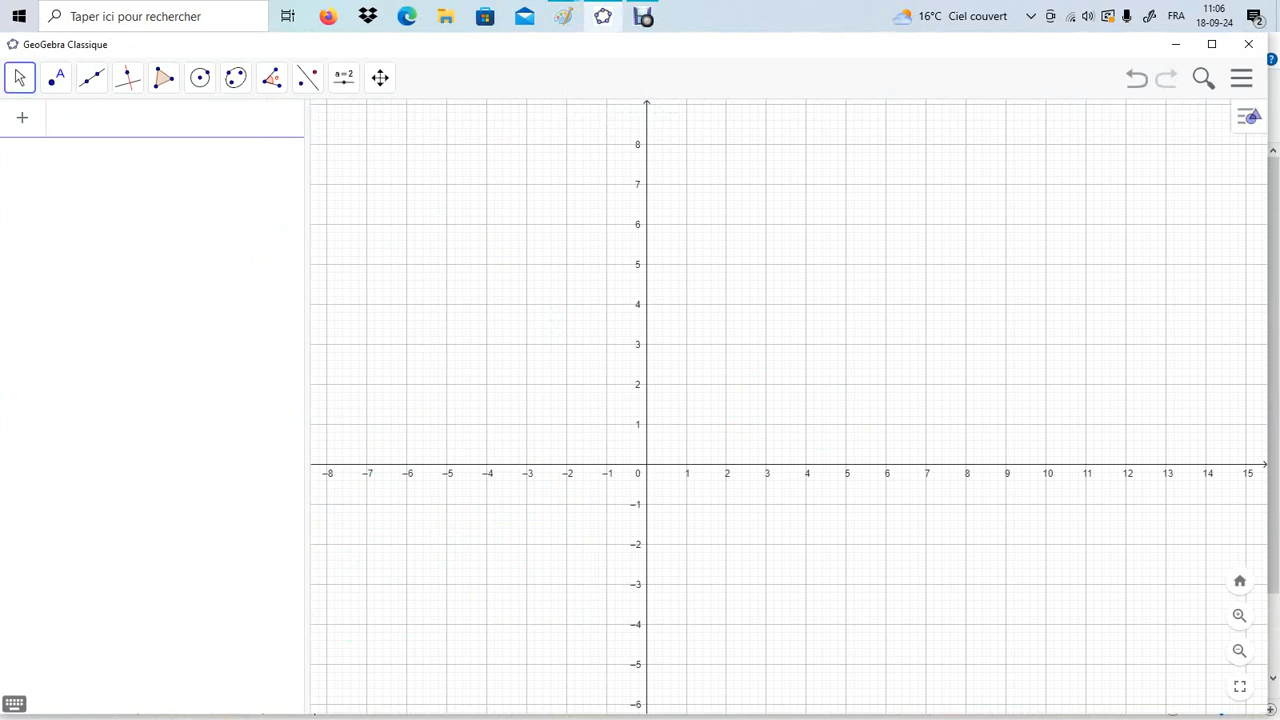 Taper ici pour rechercher
16°C Ciel couvert
FRA
11:06
18-09-24
2
GeoGebra Classique
A
a=2
8
7
6
5
4
3
2
1
–8 –7 –6 –5 –4 –3 –2 –1 0 1 2 3 4 5 6 7 8 9 10 11 12 13 14 15
–1
–2
–3
–4
–5
–6